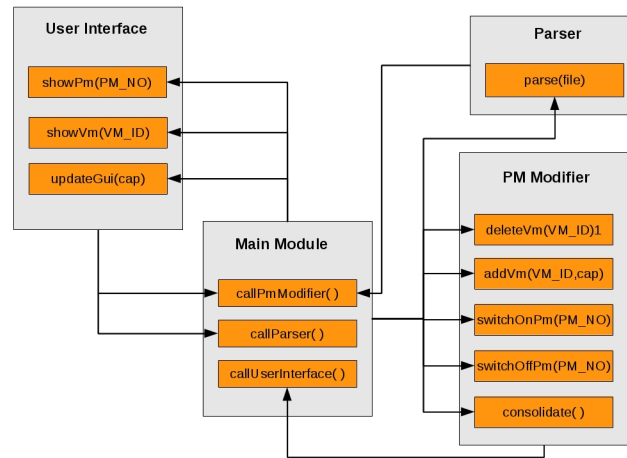 User Interface
showPm(PM_NO)
showVm(VM_ID)
updateGui(cap)
Main Module
callPmModifier( )
callParser( )
callUserInterface( )
Parser
parse(file)
PM Modifier
deleteVm(VM_ID)1
addVm(VM_ID,cap)
switchOnPm(PM_NO)
switchOffPm(PM_NO)
consolidate( )